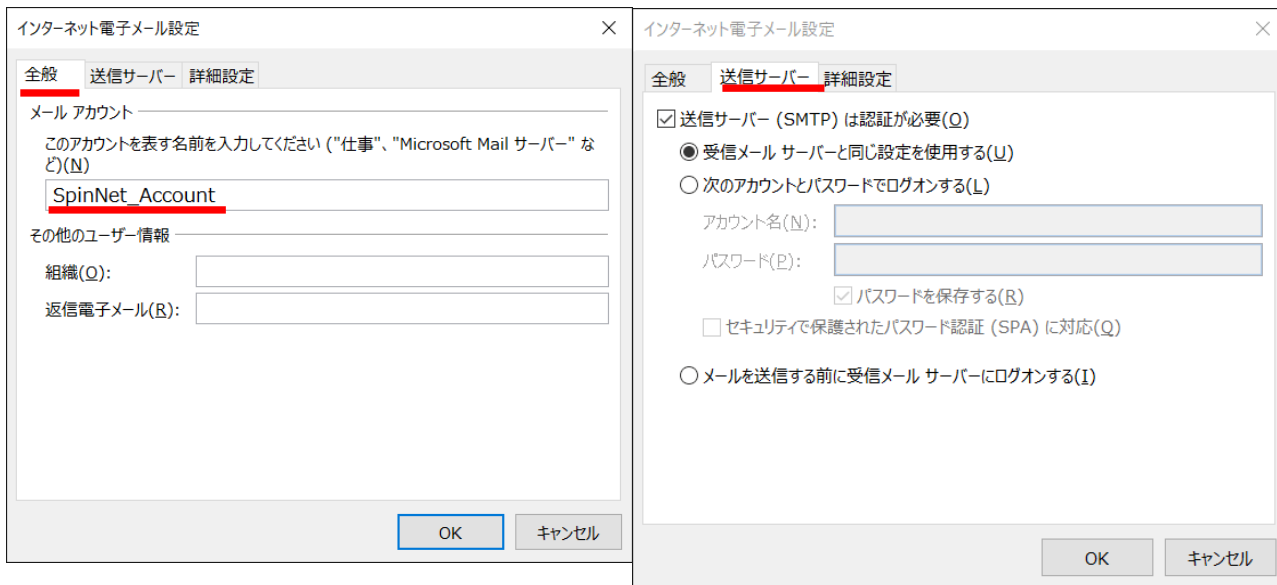 インターネット電子メール設定
全般
送信サーバー
詳細設定
メール アカウント
このアカウントを表す名前を入力してください ("仕事"、"Microsoft Mail サーバー" な
ど)(N)
SpinNet_Account
その他のユーザー情報
組織(O):
返信電子メール(R):
OK
キャンセル
インターネット電子メール設定
全般
送信サーバー
詳細設定
送信サーバー (SMTP) は認証が必要(O)
受信メール サーバーと同じ設定を使用する(U)
次のアカウントとパスワードでログオンする(L)
アカウント名(N):
パスワード(P):
パスワードを保存する(R)
セキュリティで保護されたパスワード認証 (SPA) に対応(Q)
メールを送信する前に受信メール サーバーにログオンする(I)
OK
キャンセル